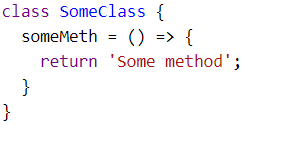 class SomeClass {
  someMeth = () => {
    return 'Some method';
  }
}